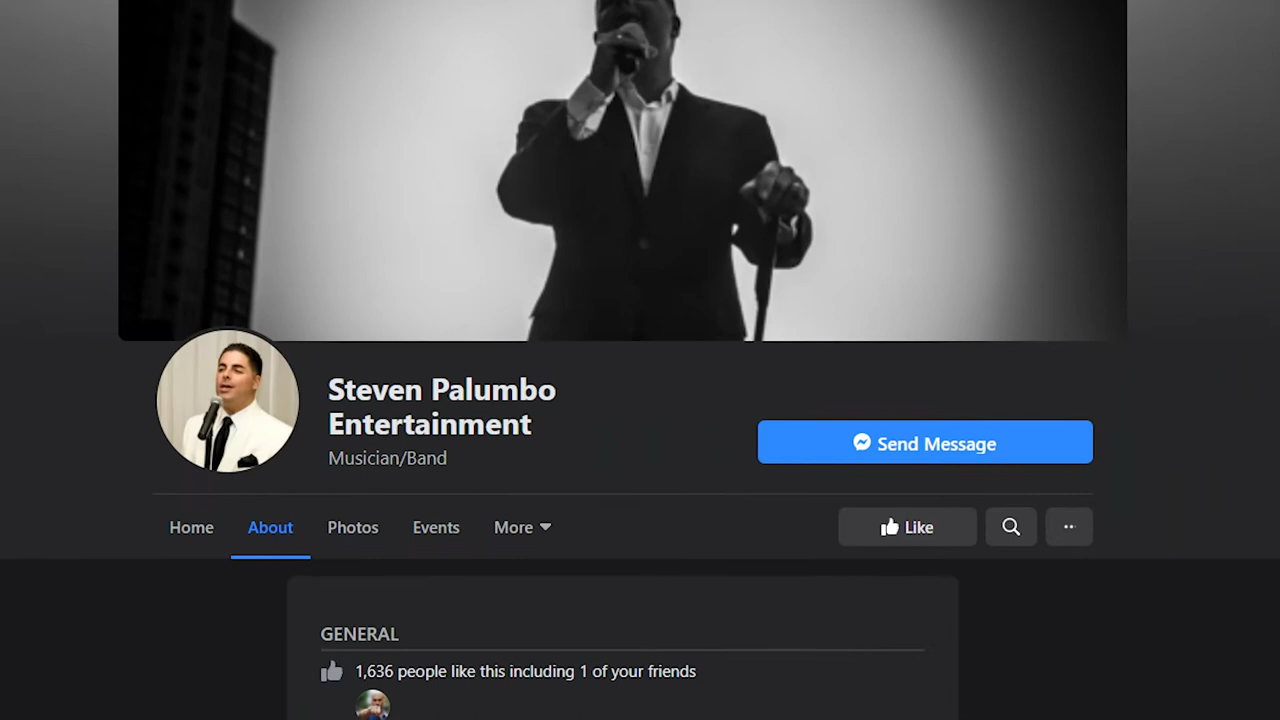 Steven Palumbo
Entertainment
Musician/Band
Send Message
Home About Photos Events More
Like
GENERAL
1,636 people like this including 1 of your friends